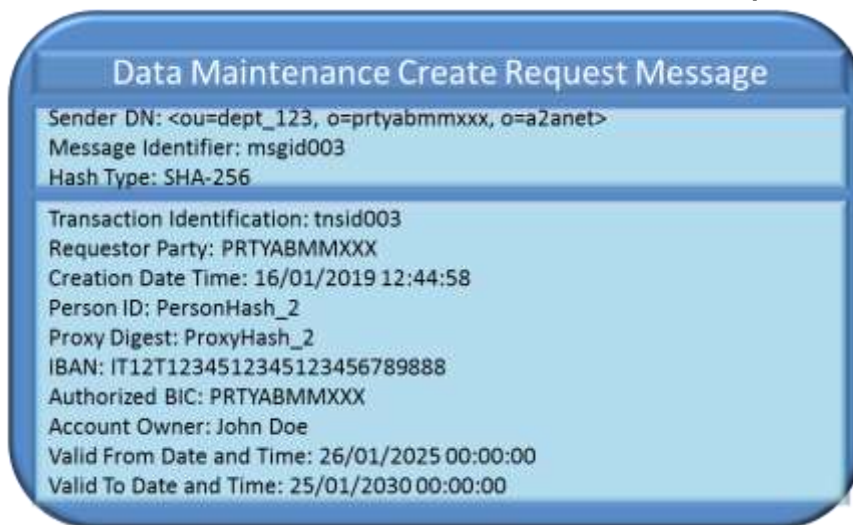 Data Maintenance Create Request Message
Sender DN: <ou=dept_123, o=prtyabmmxxx, o=a2anet>
Message Identifier: msgid003
Hash Type: SHA-256
Transaction Identification: tnsid003
Requestor Party: PRTYABMMXXX
Creation Date Time: 16/01/2019 12:44:58
Person ID: PersonHash_2
Proxy Digest: ProxyHash_2
IBAN: IT12T1234512345123456789888
Authorized BIC: PRTYABMMXXX
Account Owner: John Doe
Valid From Date and Time: 26/01/2025 00:00:00
Valid To Date and Time: 25/01/2030 00:00:00